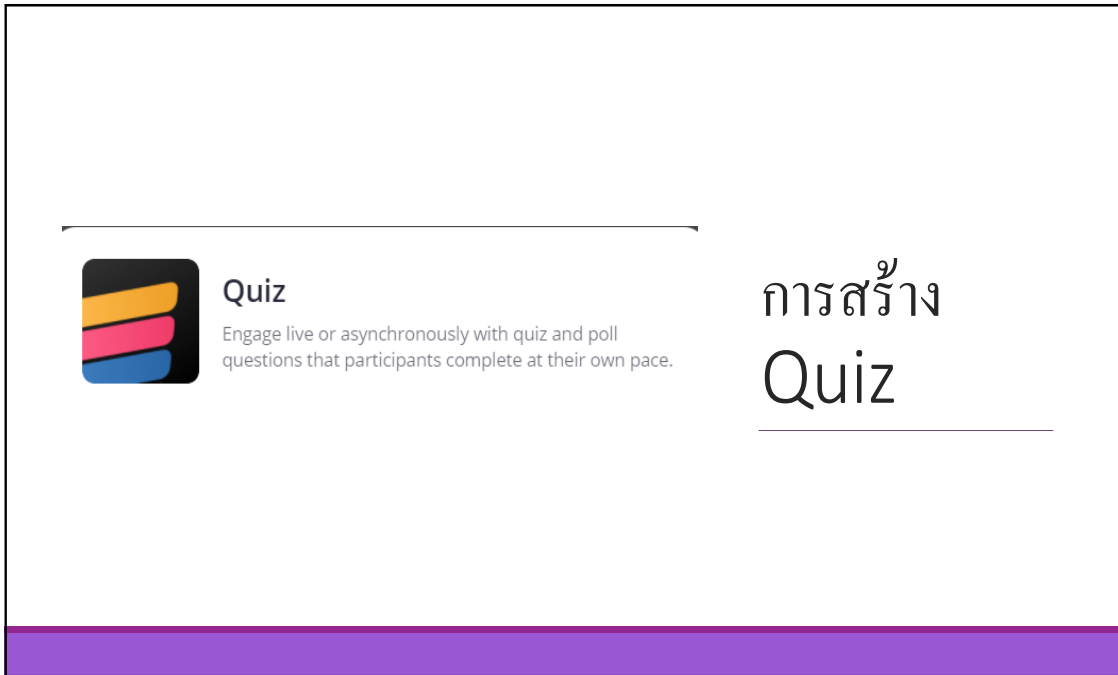 Quiz
Engage live or asynchronously with quiz and poll
questions that participants complete at their own pace.
การสร้าง
Quiz